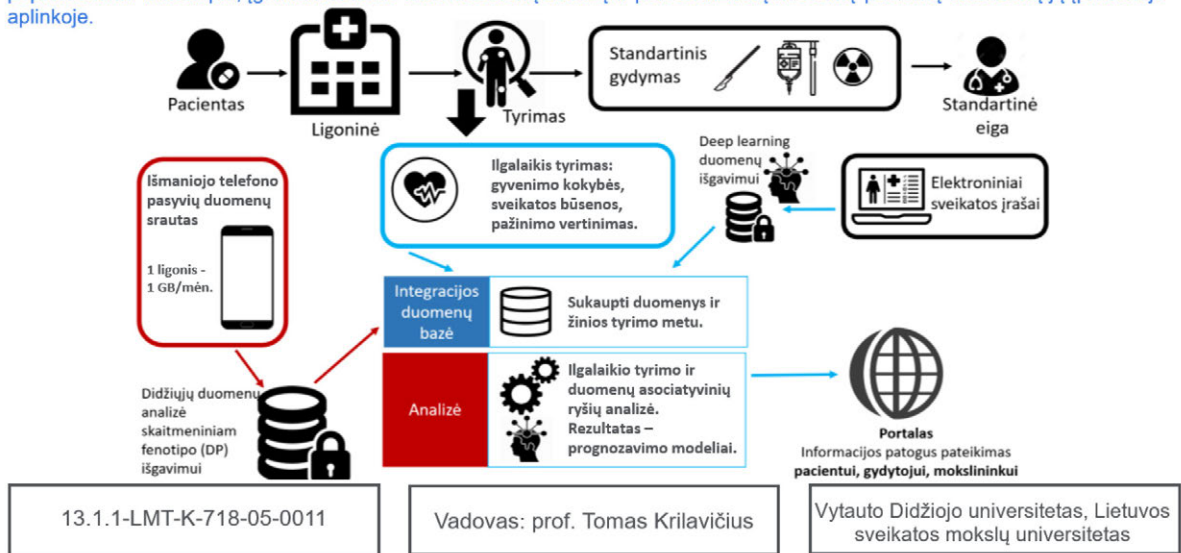 aplinkoje.
Pacientas
Ligoninė
Tyrimas
Standartinis
gydymas
Standartinė
eiga
Išmaniojo telefono
pasyvių duomenų
srautas
1 ligonis -
1 GB/mėn.
Ilgalaikis tyrimas:
gyvenimo kokybės,
sveikatos būsenos,
pažinimo vertinimas.
Deep learning
duomenų
išgavimui
Elektroniniai
sveikatos įrašai
Integracijos
duomenų
bazė
Sukaupti duomenys ir
žinios tyrimo metu.
Didžiųjų duomenų
analizė
skaitmeniniam
fenotipo (DP)
išgavimui
Analizė
Ilgalaikio tyrimo ir
duomenų asociatyvinių
ryšių analizė.
Rezultatas –
prognozavimo modeliai.
Portalas
Informacijos patogus pateikimas
pacientui, gydytojui, mokslininkui
13.1.1-LMT-K-718-05-0011
Vadovas: prof. Tomas Krilavičius
Vytauto Didžiojo universitetas, Lietuvos
sveikatos mokslų universitetas